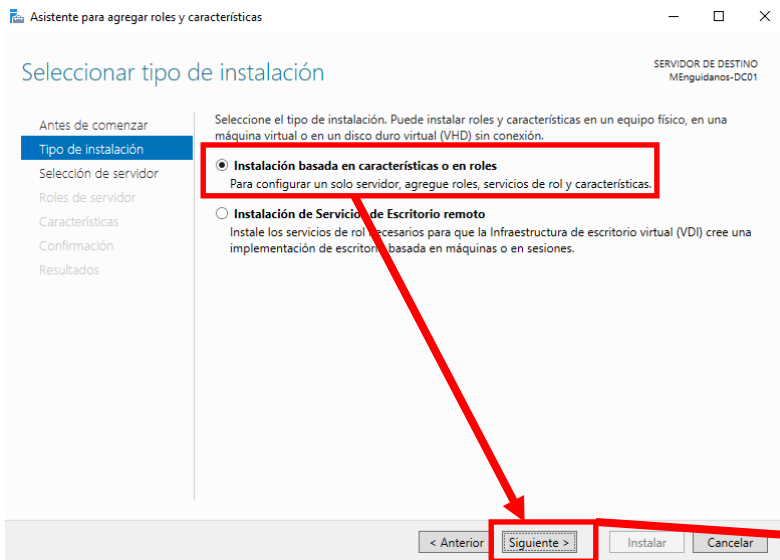 Asistente para agregar roles y características
Seleccionar tipo de instalación
SERVIDOR DE DESTINO
MEnguidanos-DC01
Antes de comenzar
Tipo de instalación
Selección de servidor
Roles de servidor
Características
Confirmación
Resultados
Seleccione el tipo de instalación. Puede instalar roles y características en un equipo físico, en una
máquina virtual o en un disco duro virtual (VHD) sin conexión.
Instalación basada en características o en roles
Para configurar un solo servidor, agregue roles, servicios de rol y características.
Instalación de Servicios de Escritorio remoto
Instale los servicios de rol necesarios para que la Infraestructura de escritorio virtual (VDI) cree una
implementación de escritorio basada en máquinas o en sesiones.
< Anterior
Siguiente >
Instalar
Cancelar